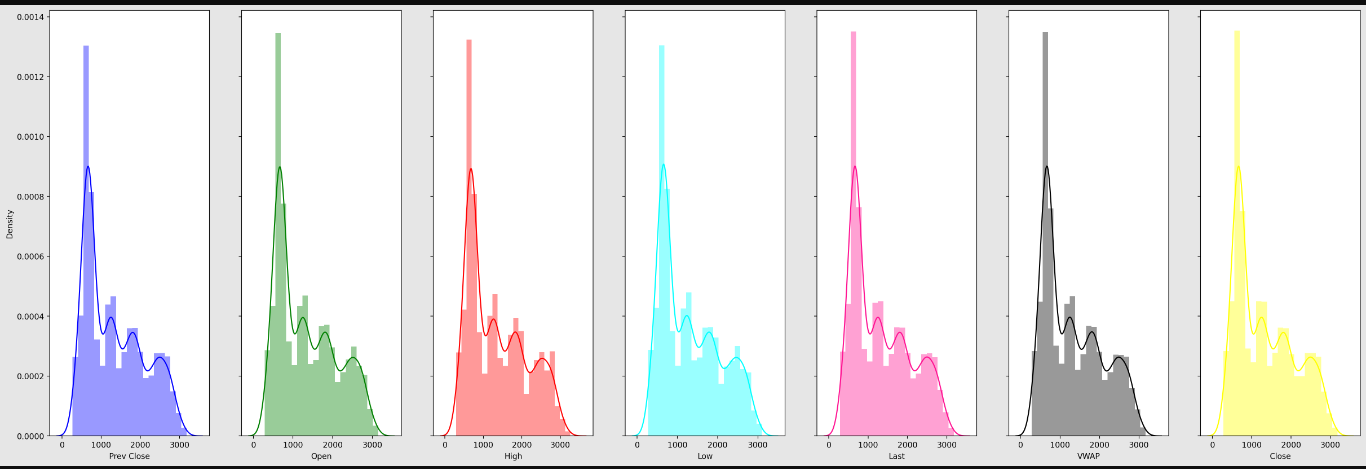 0.0014
0.0012
0.0010
0.0008
0.0006
0.0004
0.0002
0.0000
Density
0 1000 2000 3000
Prev Close
0 1000 2000 3000
Open
0 1000 2000 3000
High
0 1000 2000 3000
Low
0 1000 2000 3000
Last
0 1000 2000 3000
VWAP
0 1000 2000 3000
Close